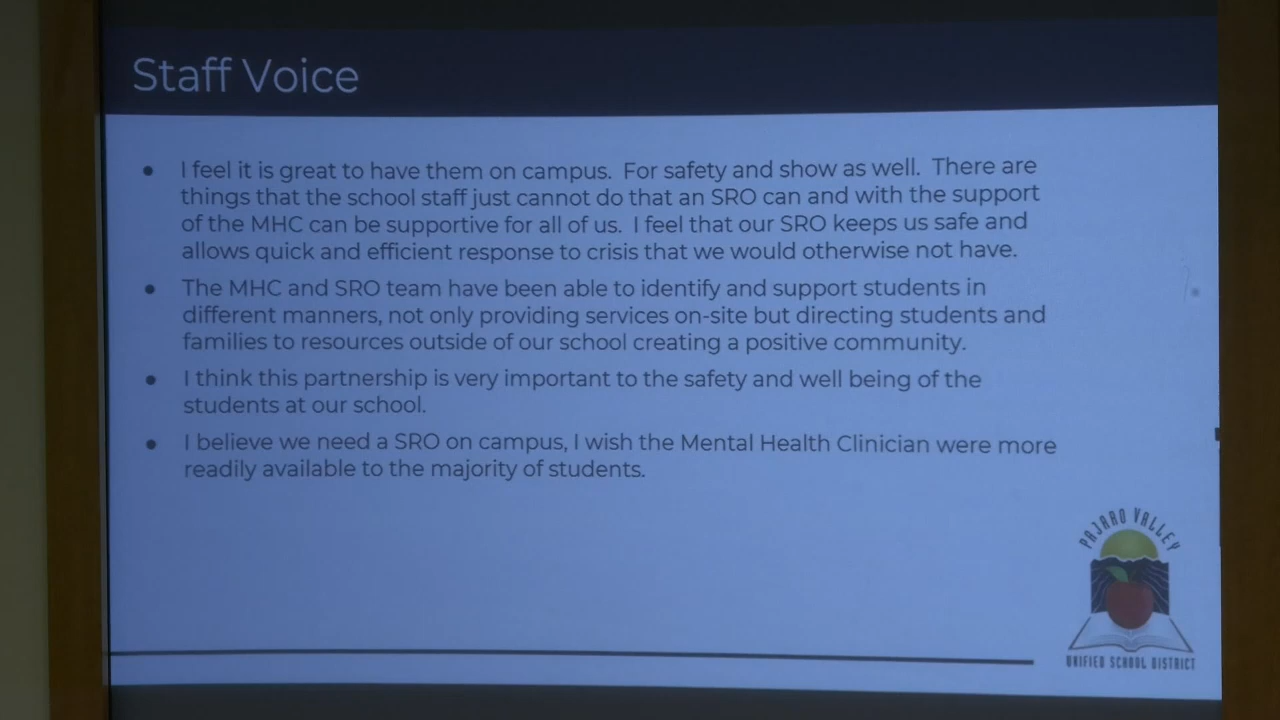 Staff Voice
• I feel it is great to have them on campus. For safety and show as well. There are
things that the school staff just cannot do that an SRO can and with the support
of the MHC can be supportive for all of us. I feel that our SRO keeps us safe and
allows quick and efficient response to crisis that we would otherwise not have.
• The MHC and SRO team have been able to identify and support students in
different manners, not only providing services on-site but directing students and
families to resources outside of our school creating a positive community.
• I think this partnership is very important to the safety and well being of the
students at our school.
• I believe we need a SRO on campus, I wish the Mental Health Clinician were more
readily available to the majority of students.
PAJARO VALLEY
UNIFIED SCHOOL DISTRICT